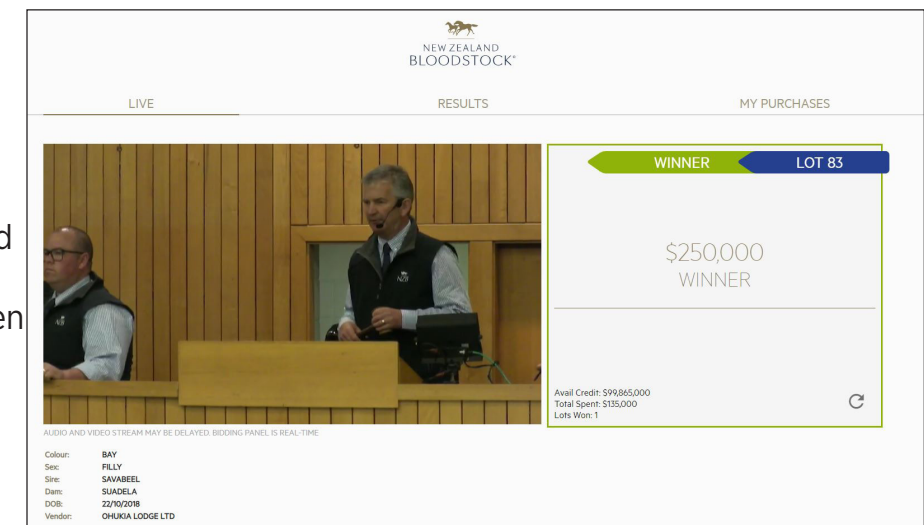 NEW ZEALAND
BLOODSTOCK®
LIVE
RESULTS
MY PURCHASES
WINNER
LOT 83
d
en
$250,000
WINNER
Avail Credit: $99,865,000
Total Spent: $135,000
Lots Won: 1
AUDIO AND VIDEO STREAM MAY BE DELAYED. BIDDING PANEL IS REAL-TIME
Colour: BAY
Sex: FILLY
Sire: SAVABEEL
Dam: SUADELA
DOB: 22/10/2018
Vendor: OHUKIA LODGE LTD